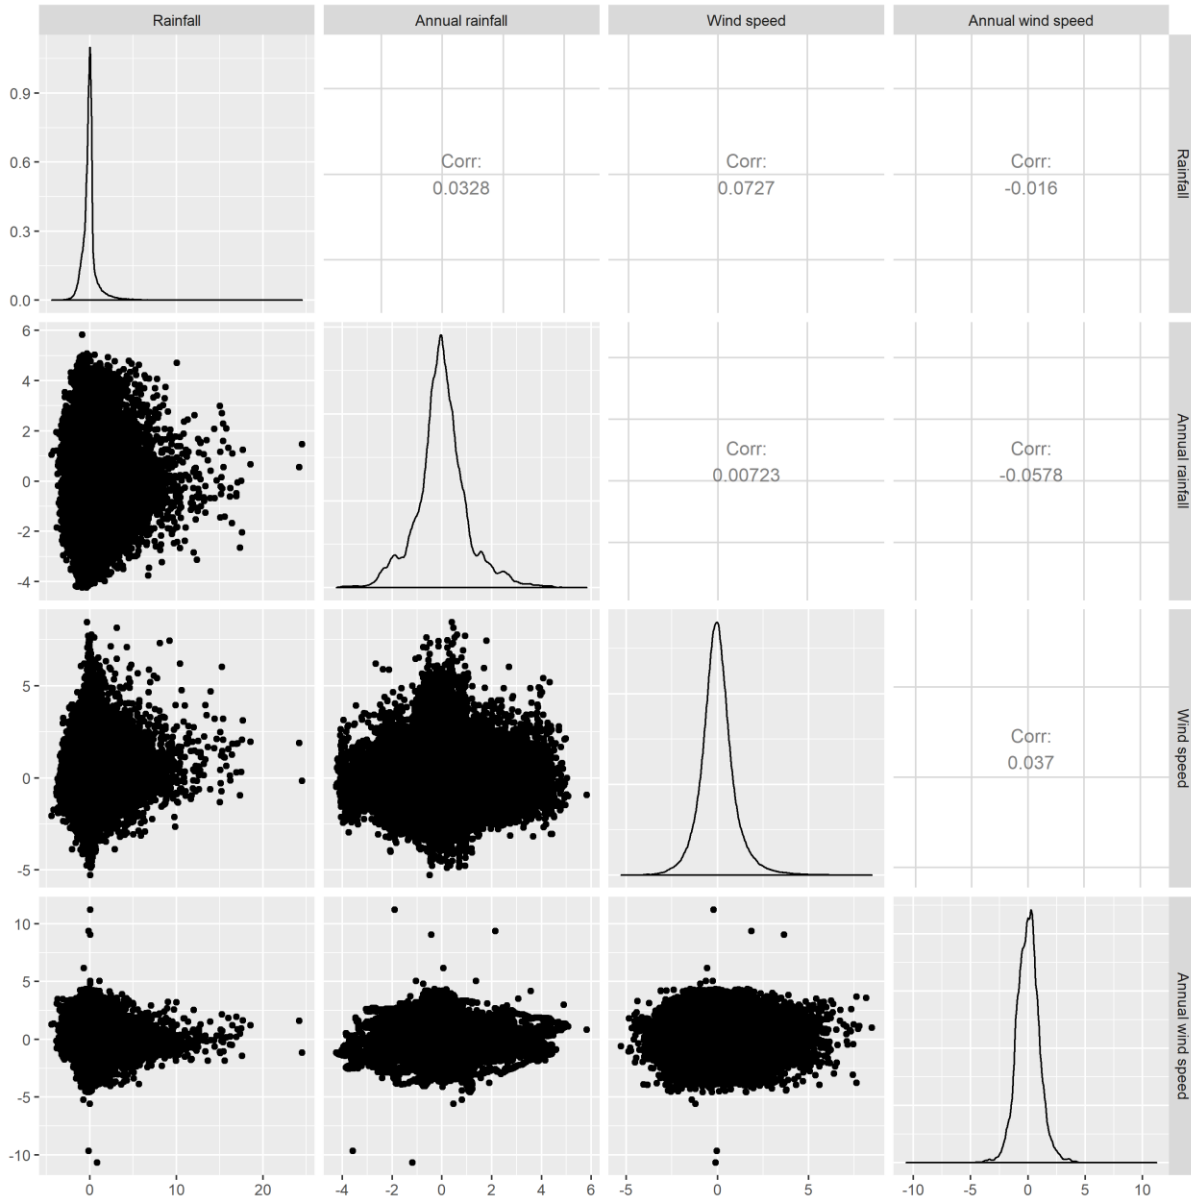 Rainfall Annual rainfall Wind speed Annual wind speed
0.9
0.6
0.3
0.0
Corr:
0.0328
Corr:
0.0727
Corr:
-0.016
Rainfall
6
4
2
0
-2
-4
Corr:
0.00723
Corr:
-0.0578
Annual rainfall
5
0
-5
Corr:
0.037
Wind speed
10
5
0
-5
-10
Annual wind speed
0 10 20 -4 -2 0 2 4 6 -5 0 5 -10 -5 0 5 10